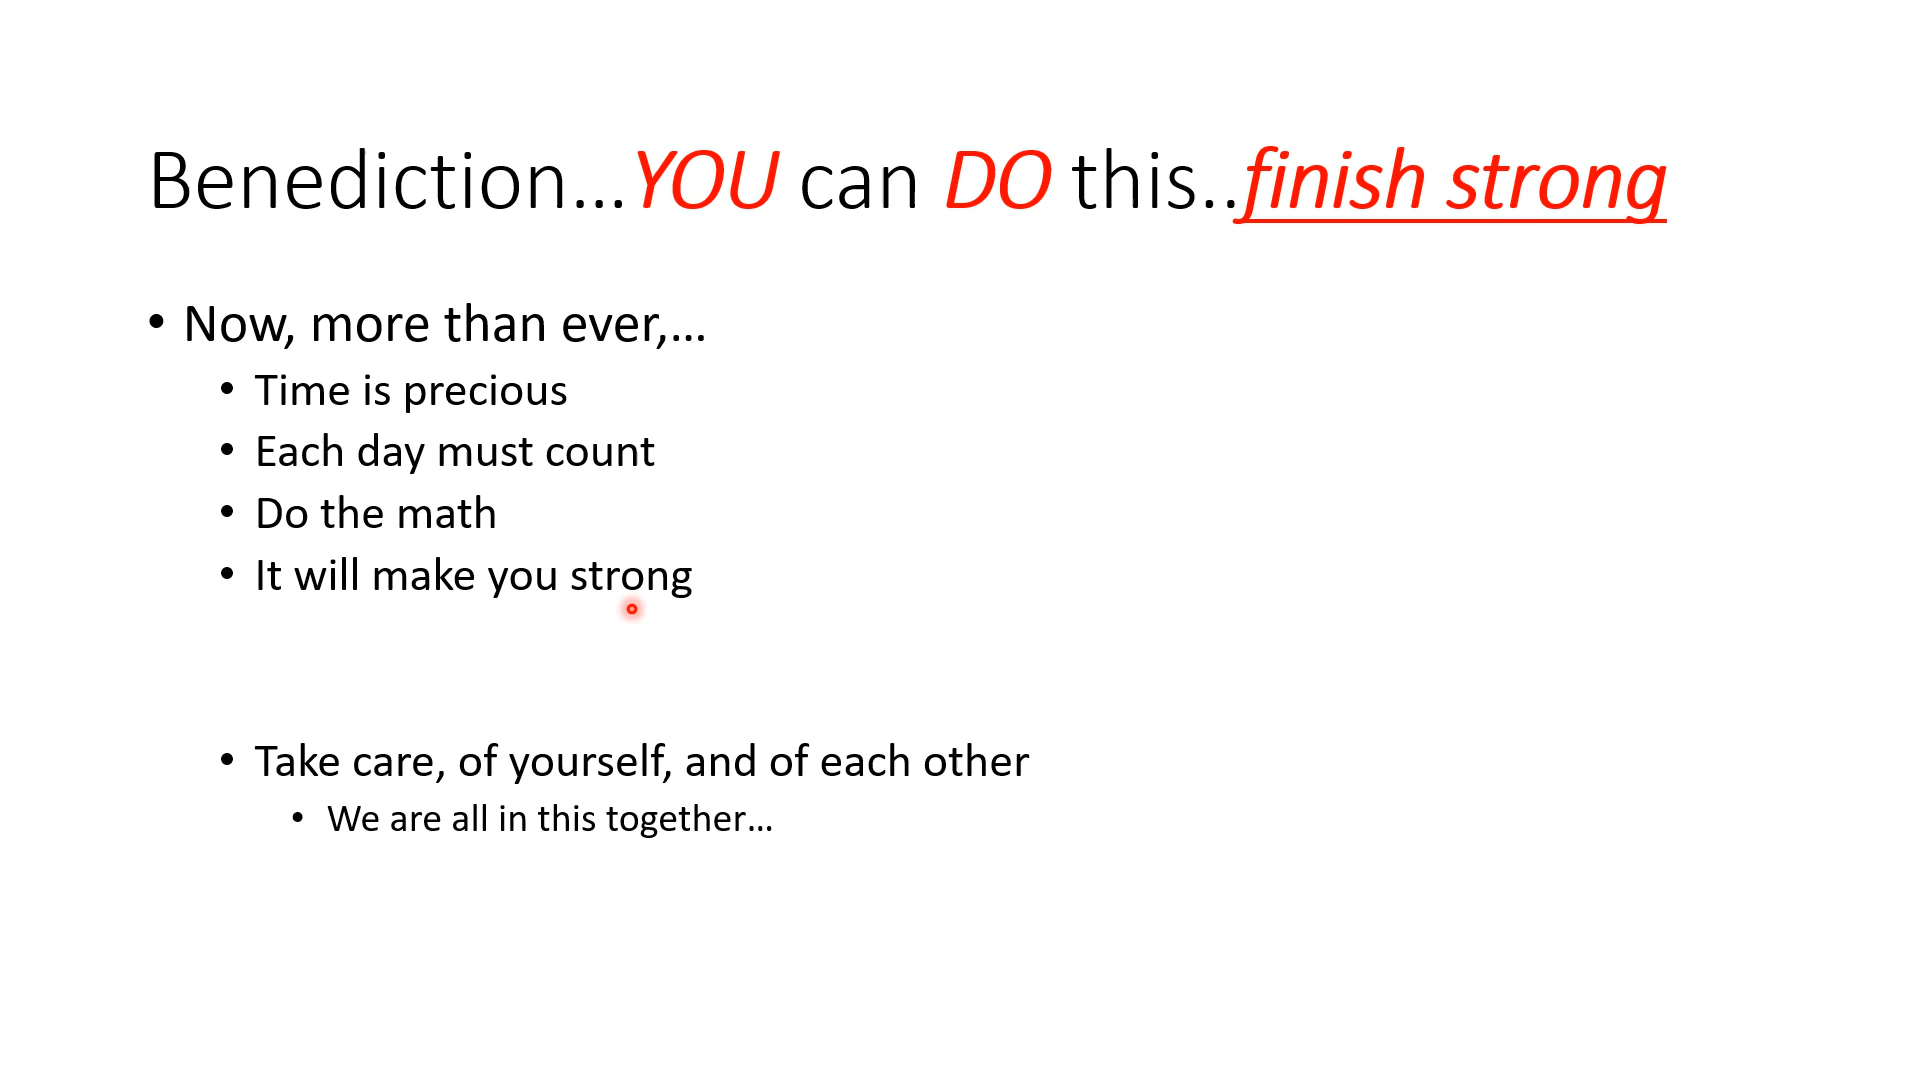 Benediction…YOU can DO this..finish strong
• Now, more than ever,…
• Time is precious
• Each day must count
• Do the math
• It will make you strong
• Take care, of yourself, and of each other
• We are all in this together…